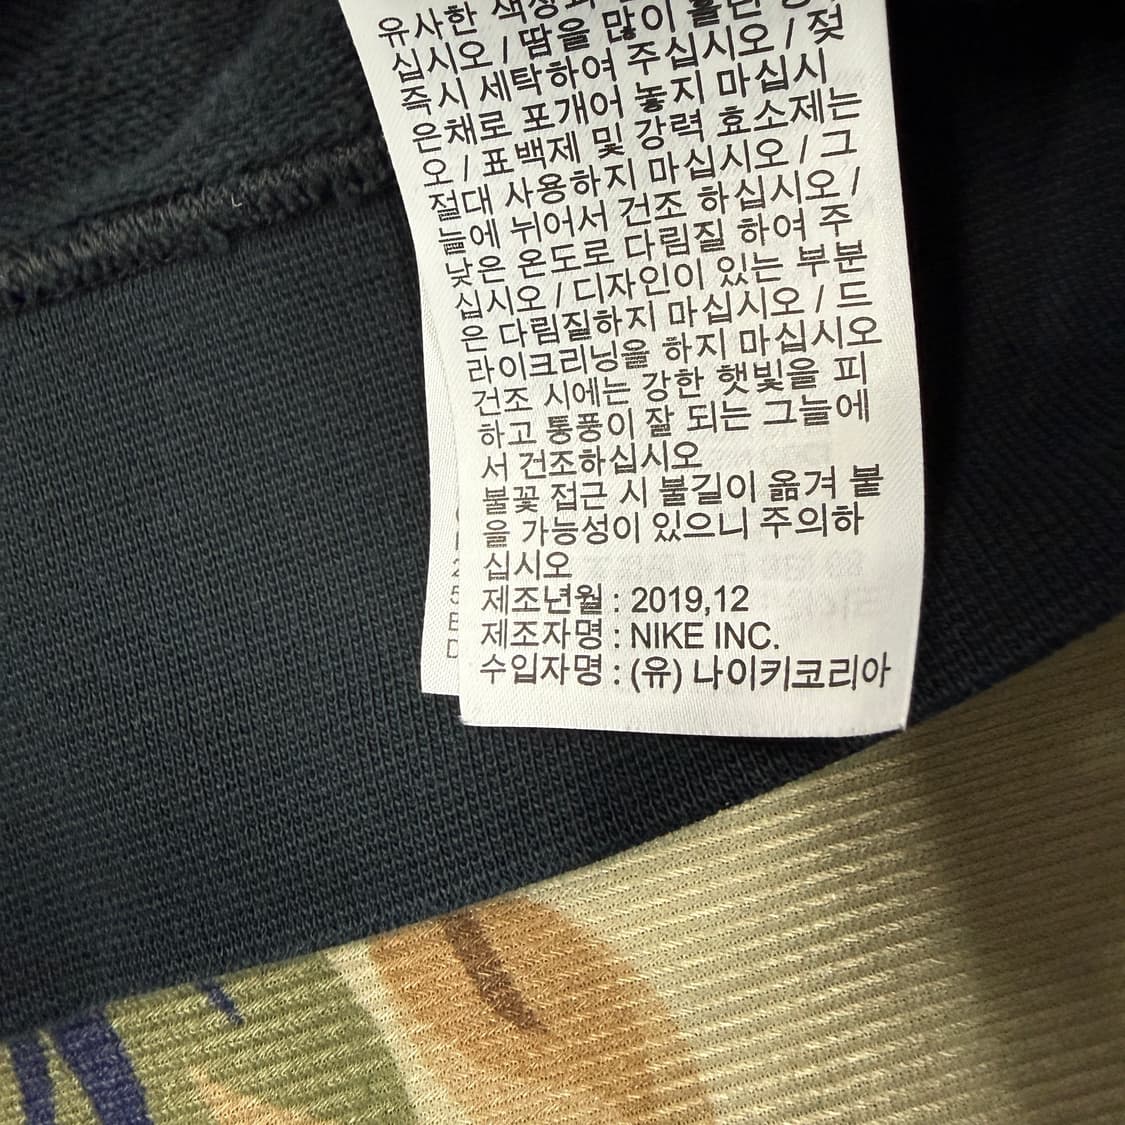 유사한 색상과
십시오 / 땀을 많이 흘린
즉시 세탁하여 주십시오 / 젖
은채로 포개어 놓지 마십시
오 / 표백제 및 강력 효소제는
절대 사용하지 마십시오 / 그
늘에 뉘어서 건조 하십시오 /
낮은 온도로 다림질 하여 주
십시오 / 디자인이 있는 부분
은 다림질하지 마십시오 / 드
라이크리닝을 하지 마십시오
건조 시에는 강한 햇빛을 피
하고 통풍이 잘 되는 그늘에
서 건조하십시오
불꽃 접근 시 불길이 옮겨 붙
을 가능성이 있으니 주의하
십시오
제조년월 : 2019,12
제조자명 : NIKE INC.
수입자명 : (유) 나이키코리아